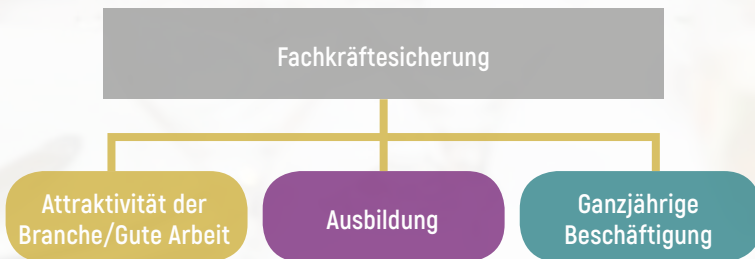 Fachkräftesicherung
Attraktivität der
Branche/Gute Arbeit
Ausbildung
Ganzjährige
Beschäftigung